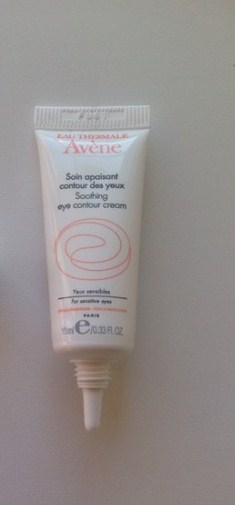 EAU THERMALE
Avène
Soin apaisant
contour des yeux
Soothing
eye contour cream
Yeux sensibles
For sensitive eyes
PARIS
10ml e/0.33 FL.OZ.